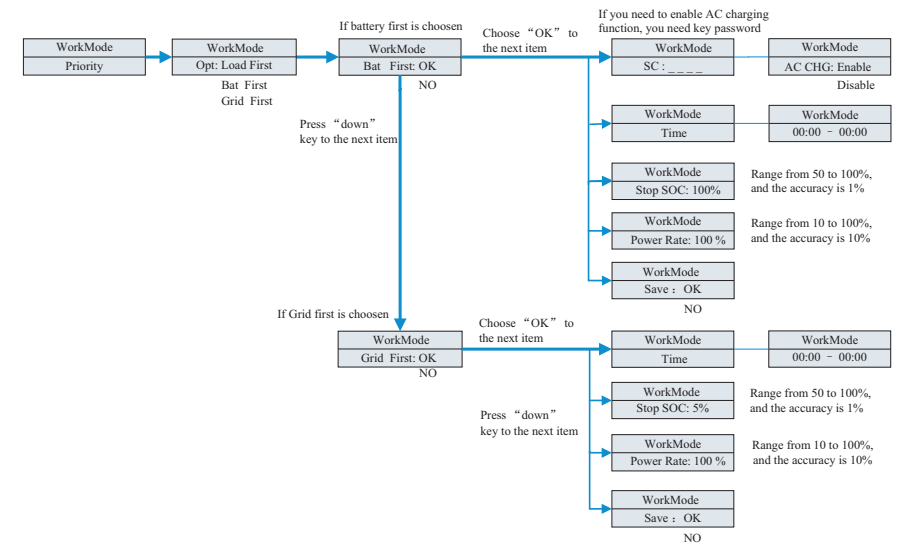 If you need to enable AC charging
function, you need key password
If battery first is choosen
Choose “OK” to
the next item
WorkMode
Priority
WorkMode
Opt: Load First
Bat First
Grid First
WorkMode
Bat First: OK
NO
WorkMode
SC : _ _ _ _
WorkMode
AC CHG: Enable
Disable
Press “down”
key to the next item
WorkMode
Time
WorkMode
00:00 - 00:00
WorkMode
Stop SOC: 100%
Range from 50 to 100%,
and the accuracy is 1%
WorkMode
Power Rate: 100 %
Range from 10 to 100%,
and the accuracy is 10%
WorkMode
Save : OK
NO
If Grid first is choosen
Choose “OK” to
the next item
WorkMode
Grid First: OK
NO
WorkMode
Time
WorkMode
00:00 - 00:00
WorkMode
Stop SOC: 5%
Range from 50 to 100%,
and the accuracy is 1%
Press “down”
key to the next item
WorkMode
Power Rate: 100 %
Range from 10 to 100%,
and the accuracy is 10%
WorkMode
Save : OK
NO